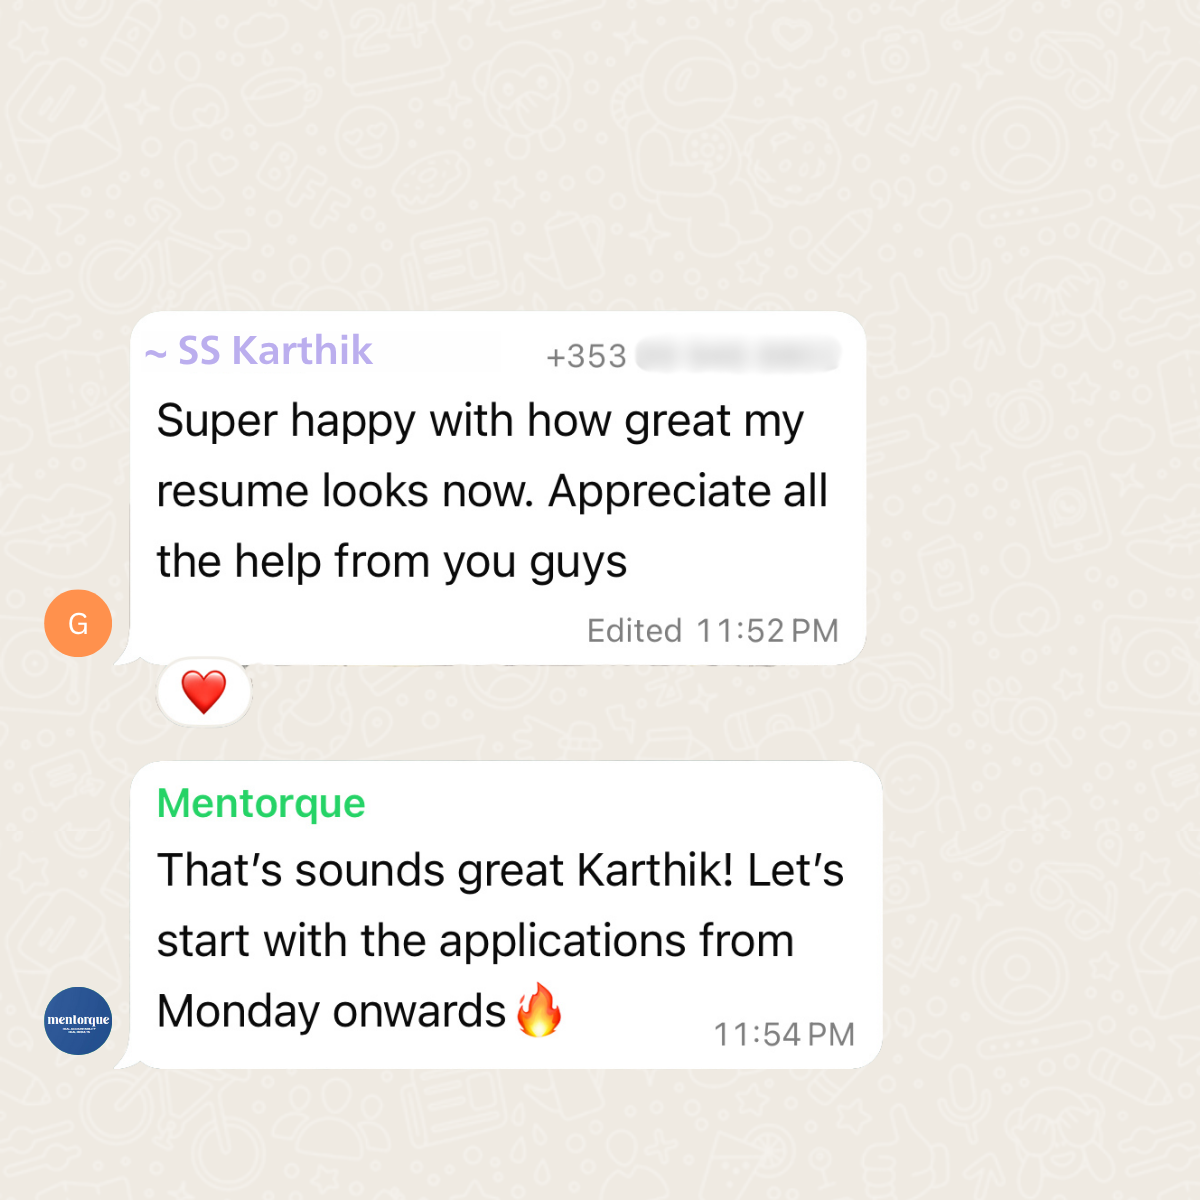 ~ SS Karthik +353
Super happy with how great my
resume looks now. Appreciate all
the help from you guys
G
Edited 11:52 PM
Mentorque
That’s sounds great Karthik! Let’s
start with the applications from
Monday onwards🔥
mentorque
11:54 PM